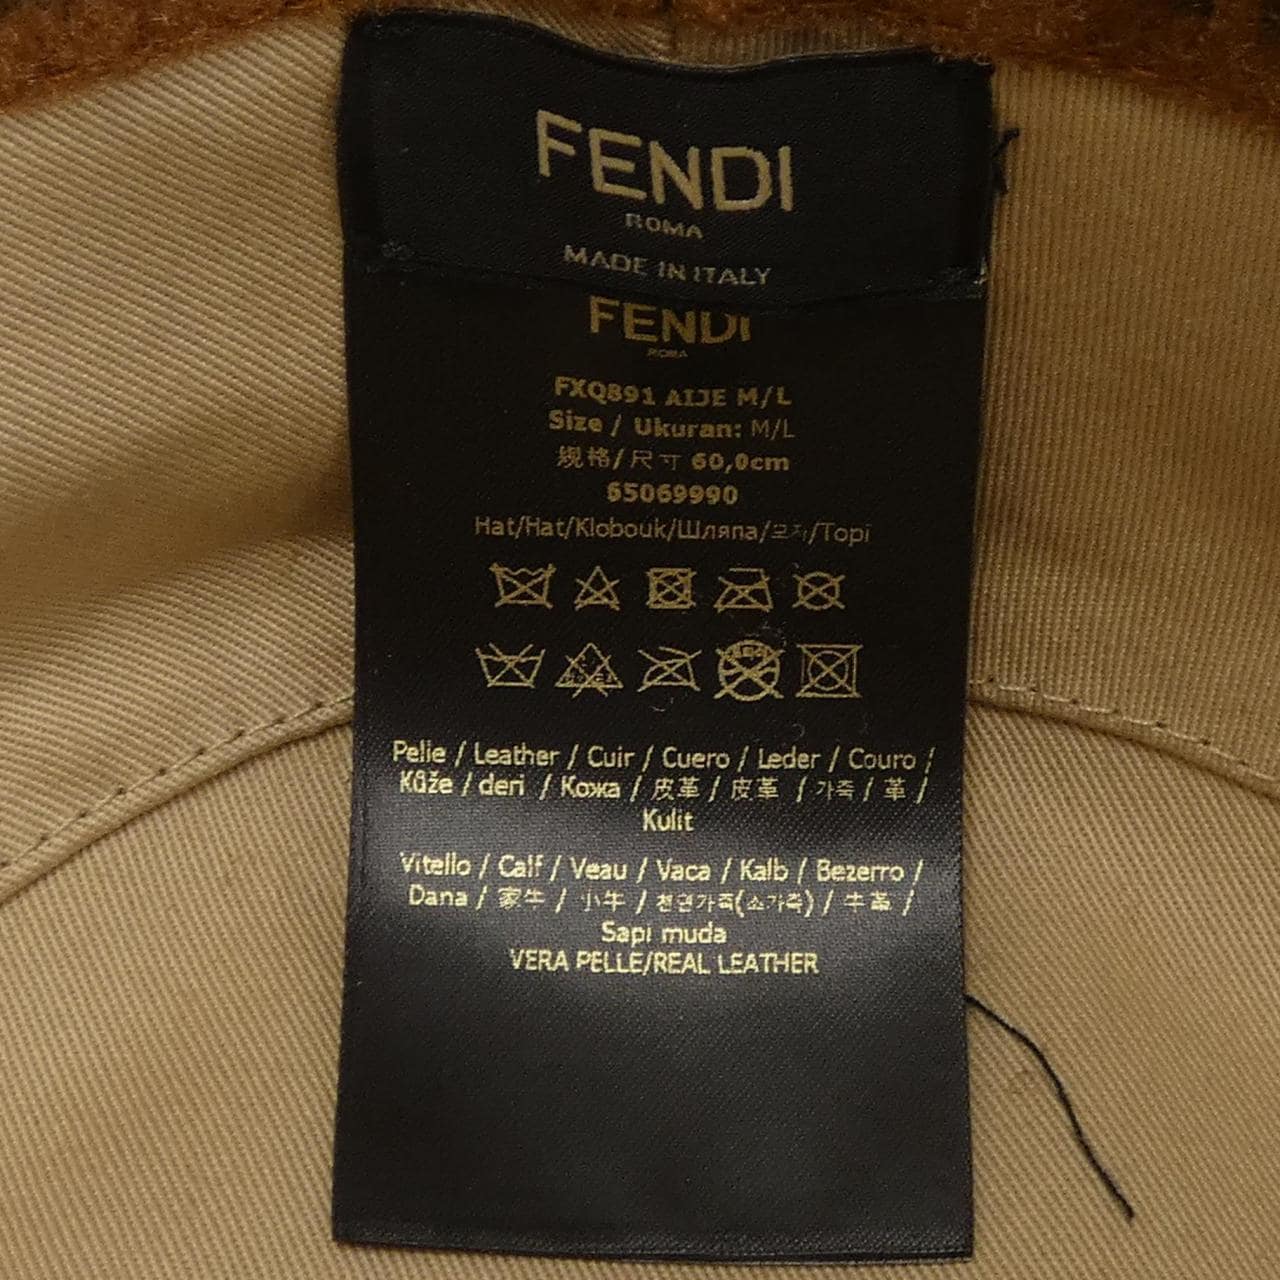 FENDI
ROMA
MADE IN ITALY
FENDI
ROMA
FXQ891 AIJE M/L
Size / Ukuran: M/L
规格/尺寸 60,0cm
65069990
Hat/Hat/Klobouk/Шляпа/모자/Topi
Pelle / Leather / Cuir / Cuero / Leder / Couro /
Kůže / deri / Кожа / 皮革 / 皮革 / 가죽 / 革 /
Kulit
Vitello / Calf / Veau / Vaca / Kalb / Bezerro /
Dana / 家牛 / 小牛 / 천연가죽(소가죽) / 牛革 /
Sapi muda
VERA PELLE/REAL LEATHER